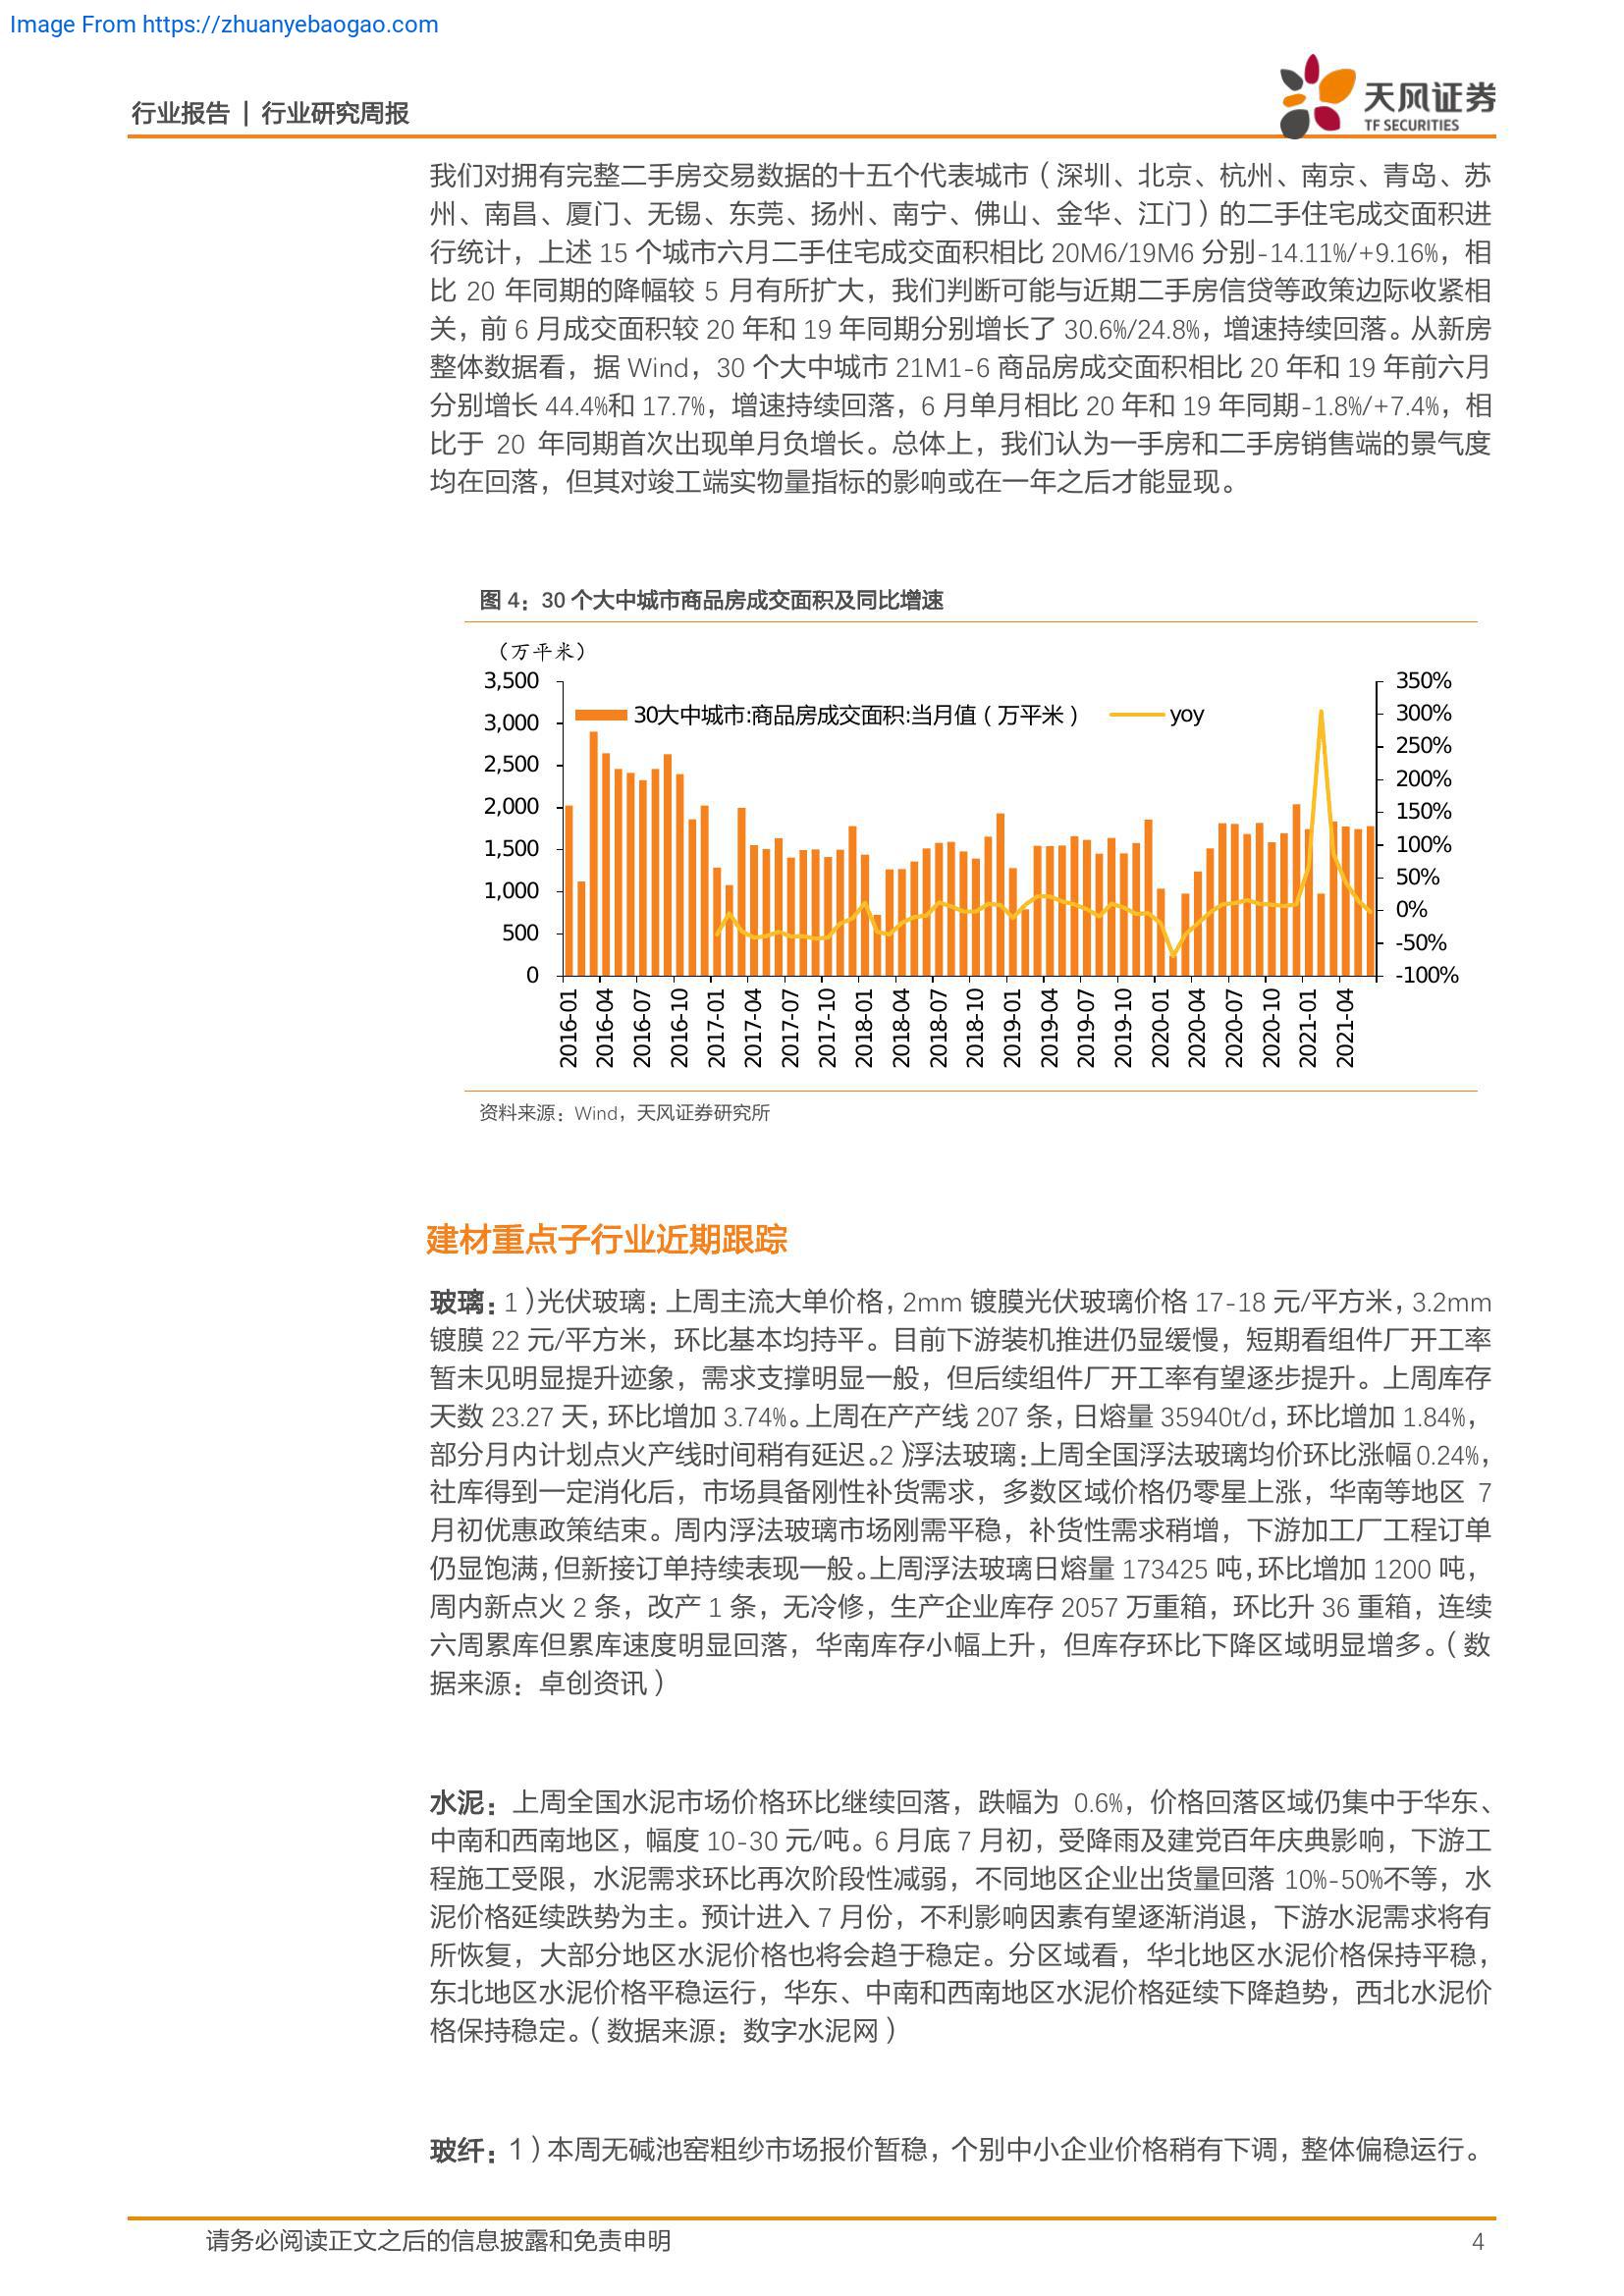 Image From https://zhuanyebaogao.com
行业报告 | 行业研究周报
天风证券
TF SECURITIES
我们对拥有完整二手房交易数据的十五个代表城市（深圳、北京、杭州、南京、青岛、苏
州、南昌、厦门、无锡、东莞、扬州、南宁、佛山、金华、江门）的二手住宅成交面积进
行统计，上述 15 个城市六月二手住宅成交面积相比 20M6/19M6 分别-14.11%/+9.16%，相
比 20 年同期的降幅较 5 月有所扩大，我们判断可能与近期二手房信贷等政策边际收紧相
关，前 6 月成交面积较 20 年和 19 年同期分别增长了 30.6%/24.8%，增速持续回落。从新房
整体数据看，据 Wind，30 个大中城市 21M1-6 商品房成交面积相比 20 年和 19 年前六月
分别增长 44.4%和 17.7%，增速持续回落，6 月单月相比 20 年和 19 年同期-1.8%/+7.4%，相
比于 20 年同期首次出现单月负增长。总体上，我们认为一手房和二手房销售端的景气度
均在回落，但其对竣工端实物量指标的影响或在一年之后才能显现。
图 4：30 个大中城市商品房成交面积及同比增速
（万平米）
3,500
3,000
2,500
2,000
1,500
1,000
500
0
30大中城市:商品房成交面积:当月值（万平米）
yoy
350%
300%
250%
200%
150%
100%
50%
0%
-50%
-100%
2016-01
2016-04
2016-07
2016-10
2017-01
2017-04
2017-07
2017-10
2018-01
2018-04
2018-07
2018-10
2019-01
2019-04
2019-07
2019-10
2020-01
2020-04
2020-07
2020-10
2021-01
2021-04
资料来源：Wind，天风证券研究所
建材重点子行业近期跟踪
玻璃：1）光伏玻璃：上周主流大单价格，2mm 镀膜光伏玻璃价格 17-18 元/平方米，3.2mm
镀膜 22 元/平方米，环比基本均持平。目前下游装机推进仍显缓慢，短期看组件厂开工率
暂未见明显提升迹象，需求支撑明显一般，但后续组件厂开工率有望逐步提升。上周库存
天数 23.27 天，环比增加 3.74%。上周在产产线 207 条，日熔量 35940t/d，环比增加 1.84%，
部分月内计划点火产线时间稍有延迟。2）浮法玻璃：上周全国浮法玻璃均价环比涨幅 0.24%，
社库得到一定消化后，市场具备刚性补货需求，多数区域价格仍零星上涨，华南等地区 7
月初优惠政策结束。周内浮法玻璃市场刚需平稳，补货性需求稍增，下游加工厂工程订单
仍显饱满，但新接订单持续表现一般。上周浮法玻璃日熔量 173425 吨，环比增加 1200 吨，
周内新点火 2 条，改产 1 条，无冷修，生产企业库存 2057 万重箱，环比升 36 重箱，连续
六周累库但累库速度明显回落，华南库存小幅上升，但库存环比下降区域明显增多。（数
据来源：卓创资讯）
水泥：上周全国水泥市场价格环比继续回落，跌幅为 0.6%，价格回落区域仍集中于华东、
中南和西南地区，幅度 10-30 元/吨。6 月底 7 月初，受降雨及建党百年庆典影响，下游工
程施工受限，水泥需求环比再次阶段性减弱，不同地区企业出货量回落 10%-50%不等，水
泥价格延续跌势为主。预计进入 7 月份，不利影响因素有望逐渐消退，下游水泥需求将有
所恢复，大部分地区水泥价格也将会趋于稳定。分区域看，华北地区水泥价格保持平稳，
东北地区水泥价格平稳运行，华东、中南和西南地区水泥价格延续下降趋势，西北水泥价
格保持稳定。（数据来源：数字水泥网）
玻纤：1）本周无碱池窑粗纱市场报价暂稳，个别中小企业价格稍有下调，整体偏稳运行。
请务必阅读正文之后的信息披露和免责申明
4